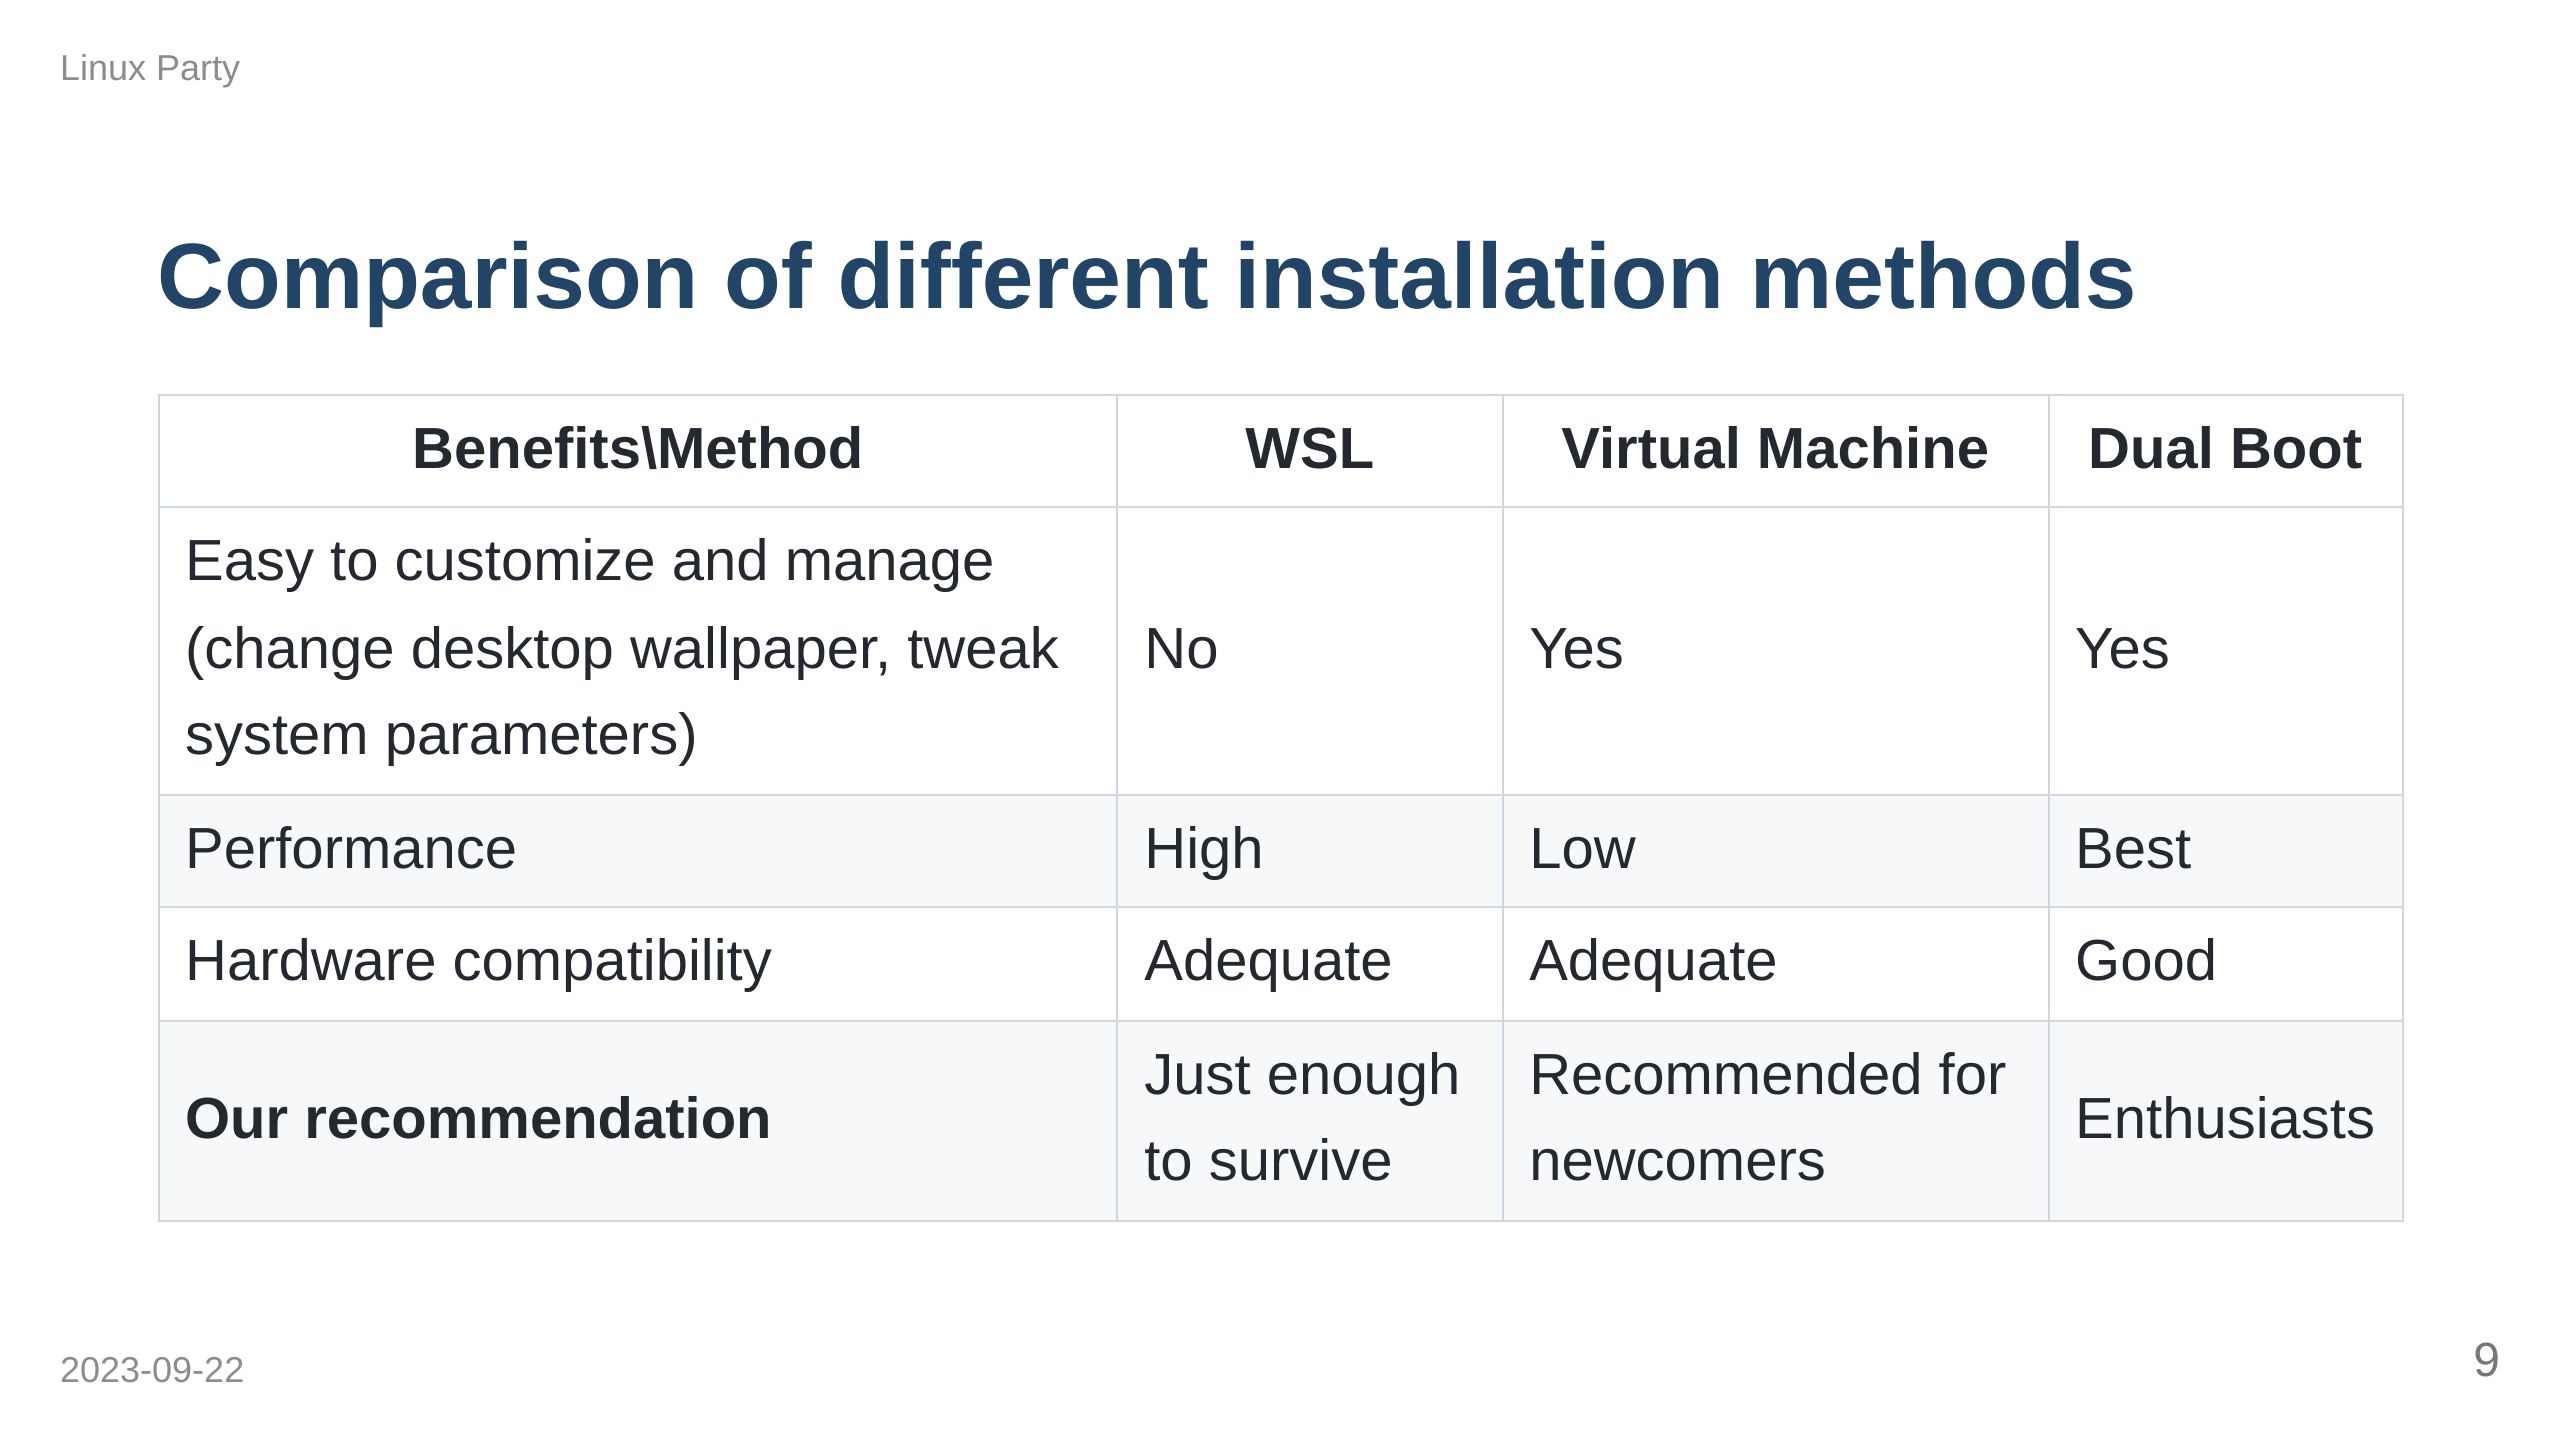 Linux Party
Comparison of different installation methods
Benefits\Method WSL Virtual Machine Dual Boot
Easy to customize and manage
(change desktop wallpaper, tweak No Yes Yes
system parameters)
Performance High Low Best
Hardware compatibility Adequate Adequate Good
Our recommendation Just enough to survive Recommended for newcomers Enthusiasts
2023-09-22
9